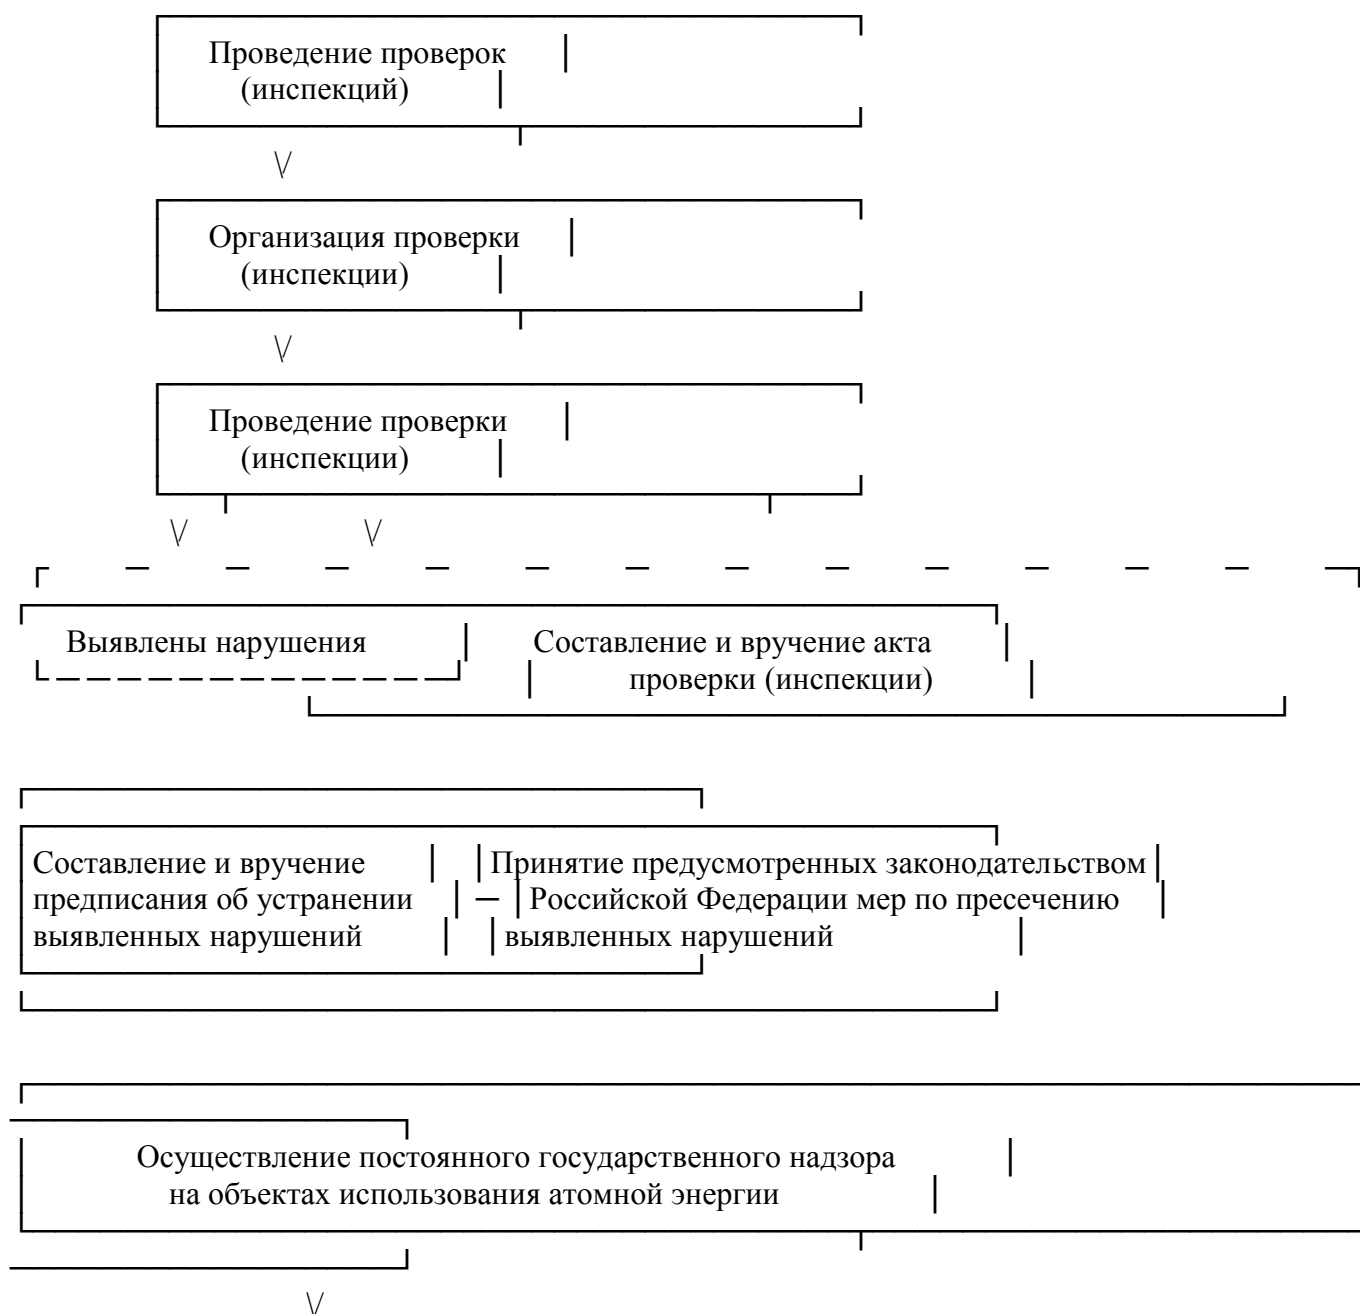 Проведение проверок
(инспекций)
\/
Организация проверки
(инспекции)
\/
Проведение проверки
(инспекции)
\/ \/
Выявлены нарушения Составление и вручение акта
проверки (инспекции)
Составление и вручение Принятие предусмотренных законодательством
предписания об устранении — Российской Федерации мер по пресечению
выявленных нарушений выявленных нарушений
Осуществление постоянного государственного надзора
на объектах использования атомной энергии
\/